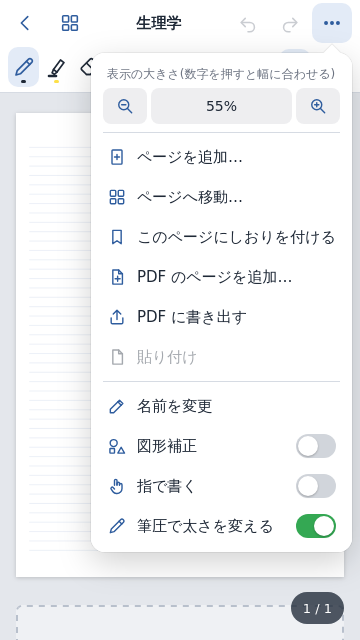 生理学
表示の大きさ(数字を押すと幅に合わせる)
55%
ページを追加...
ページへ移動...
このページにしおりを付ける
PDF のページを追加...
PDF に書き出す
貼り付け
名前を変更
図形補正
指で書く
筆圧で太さを変える
1 / 1